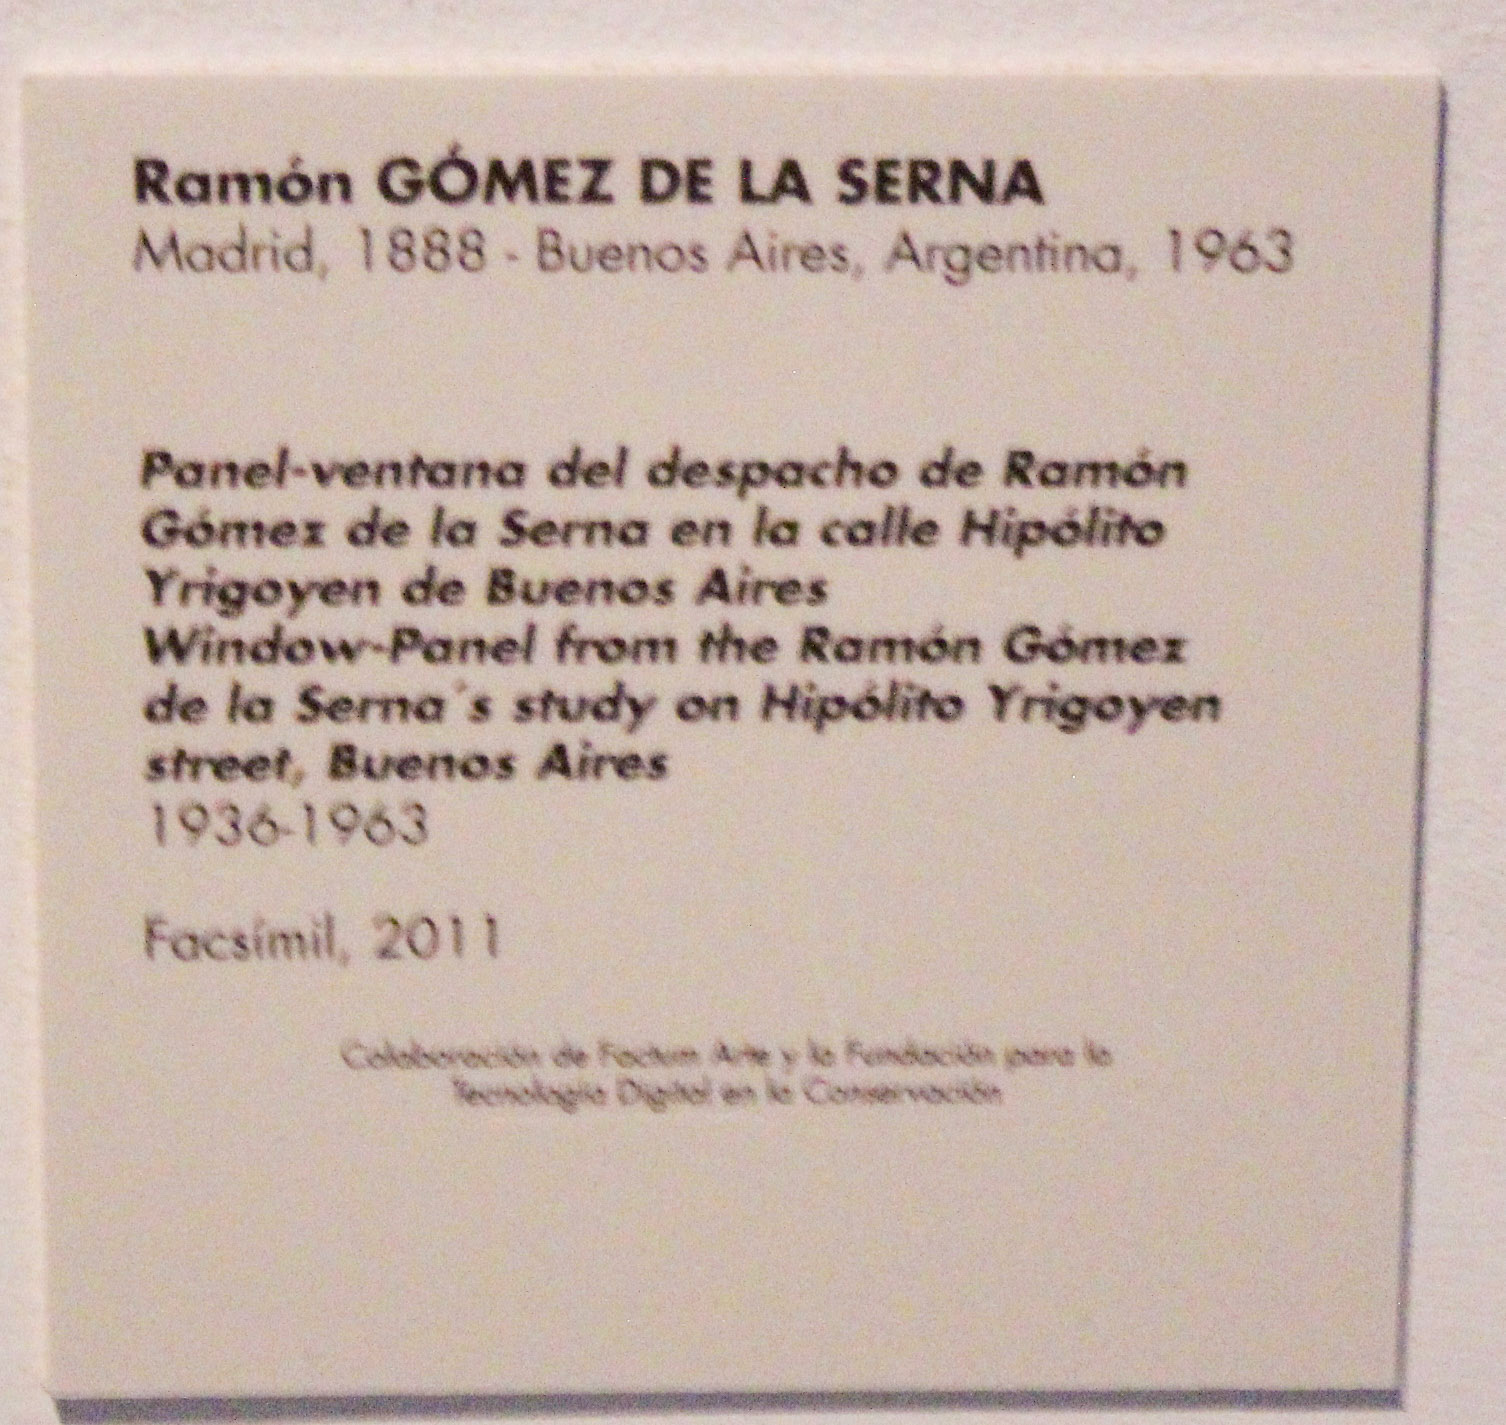 Ramón GÓMEZ DE LA SERNA
Madrid, 1888 - Buenos Aires, Argentina, 1963
Panel-ventana del despacho de Ramón
Gómez de la Serna en la calle Hipólito
Yrigoyen de Buenos Aires
Window-Panel from the Ramón Gómez
de la Serna´s study on Hipólito Yrigoyen
street, Buenos Aires
1936-1963
Facsímil, 2011
Colaboración de Factum Arte y la Fundación para la
Tecnología Digital en la Conservación